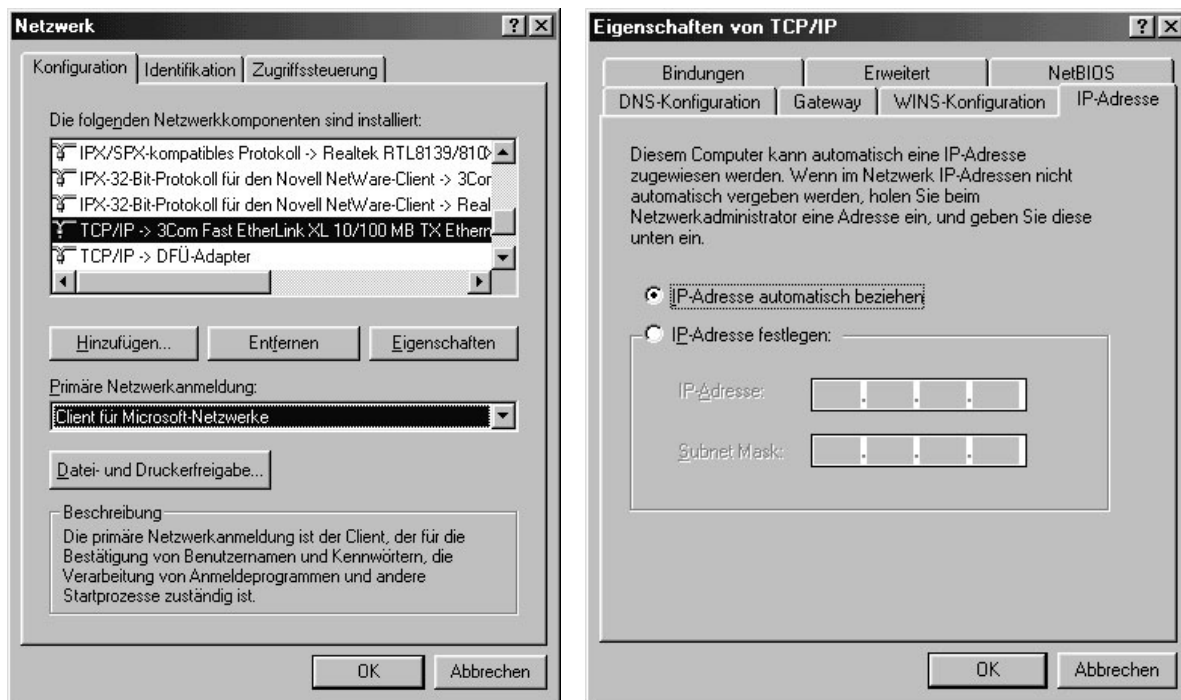 Netzwerk
Konfiguration
Identifikation
Zugriffssteuerung
Die folgenden Netzwerkkomponenten sind installiert:
IPX/SPX-kompatibles Protokoll -> Realtek RTL8139/810
IPX-32-Bit-Protokoll für den Novell NetWare-Client -> 3Com
IPX-32-Bit-Protokoll für den Novell NetWare-Client -> Real
TCP/IP -> 3Com Fast EtherLink XL 10/100 MB TX Ethern
TCP/IP -> DFÜ-Adapter
Hinzufügen...
Entfernen
Eigenschaften
Primäre Netzwerkanmeldung:
Client für Microsoft-Netzwerke
Datei- und Druckerfreigabe...
Beschreibung
Die primäre Netzwerkanmeldung ist der Client, der für die
Bestätigung von Benutzernamen und Kennwörtern, die
Verarbeitung von Anmeldeprogrammen und andere
Startprozesse zuständig ist.
OK
Abbrechen
Eigenschaften von TCP/IP
Bindungen
Erweitert
NetBIOS
DNS-Konfiguration
Gateway
WINS-Konfiguration
IP-Adresse
Diesem Computer kann automatisch eine IP-Adresse
zugewiesen werden. Wenn im Netzwerk IP-Adressen nicht
automatisch vergeben werden, holen Sie beim
Netzwerkadministrator eine Adresse ein, und geben Sie diese
unten ein.
IP-Adresse automatisch beziehen
IP-Adresse festlegen:
IP-Adresse:
Subnet Mask:
OK
Abbrechen